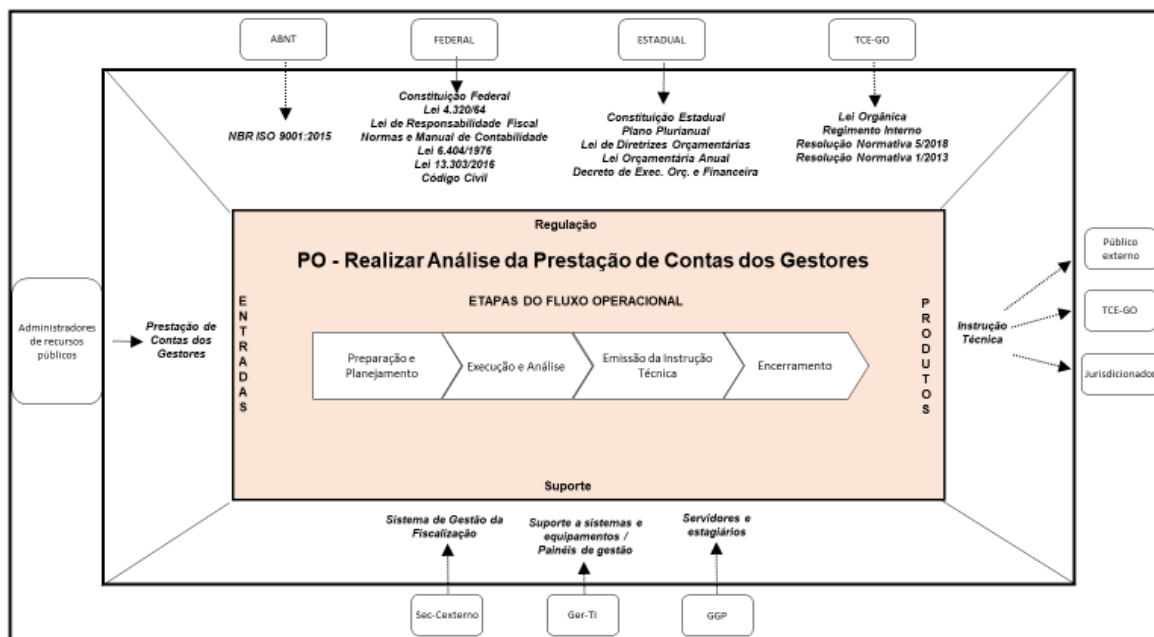 ABNT
FEDERAL
ESTADUAL
TCE-GO
NBR ISO 9001:2015
Constituição Federal
Lei 4.320/64
Lei de Responsabilidade Fiscal
Normas e Manual de Contabilidade
Lei 6.404/1976
Lei 13.303/2016
Código Civil
Constituição Estadual
Plano Plurianual
Lei de Diretrizes Orçamentárias
Lei Orçamentária Anual
Decreto de Exec. Orç. e Financeira
Lei Orgânica
Regimento Interno
Resolução Normativa 5/2018
Resolução Normativa 1/2013
Regulação
PO - Realizar Análise da Prestação de Contas dos Gestores
ETAPAS DO FLUXO OPERACIONAL
Administradores
de recursos
públicos
Prestação de
Contas dos
Gestores
ENTRADAS
Preparação e
Planejamento
Execução e Análise
Emissão da Instrução
Técnica
Encerramento
PRODUTOS
Instrução
Técnica
Público
externo
TCE-GO
Jurisdicionado
Suporte
Sistema de Gestão da
Fiscalização
Suporte a sistemas e
equipamentos /
Painéis de gestão
Servidores e
estagiários
Sec-Cexterno
Ger-TI
GGP